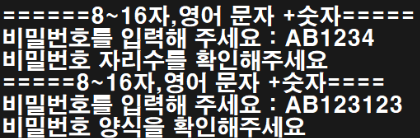 ======8~16자,영어 문자 +숫자=====
비밀번호를 입력해 주세요 : AB1234
비밀번호 자리수를 확인해주세요
=====8~16자,영어 문자 +숫자====
비밀번호를 입력해 주세요 : AB123123
비밀번호 양식을 확인해주세요